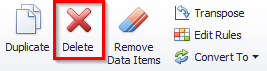 Duplicate
Delete
Remove
Data Items
Transpose
Edit Rules
Convert To